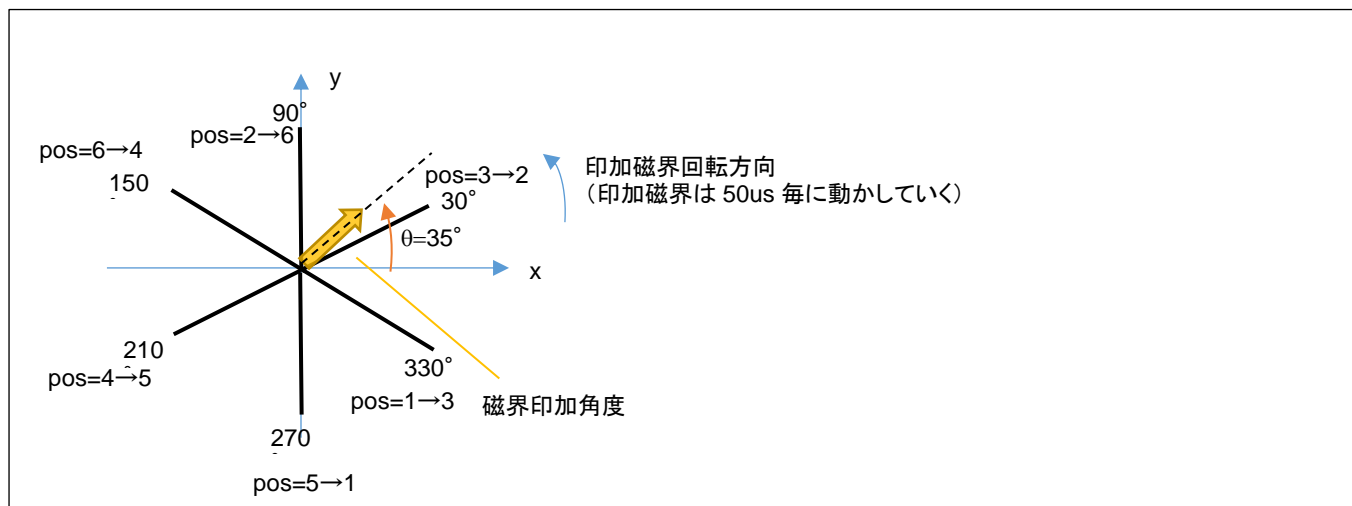 y
90°
pos=2→6
pos=6→4
150
°
pos=3→2
30°
θ=35°
印加磁界回転方向
（印加磁界は 50us 毎に動かしていく）
x
210
°
pos=4→5
330°
pos=1→3
磁界印加角度
270
°
pos=5→1